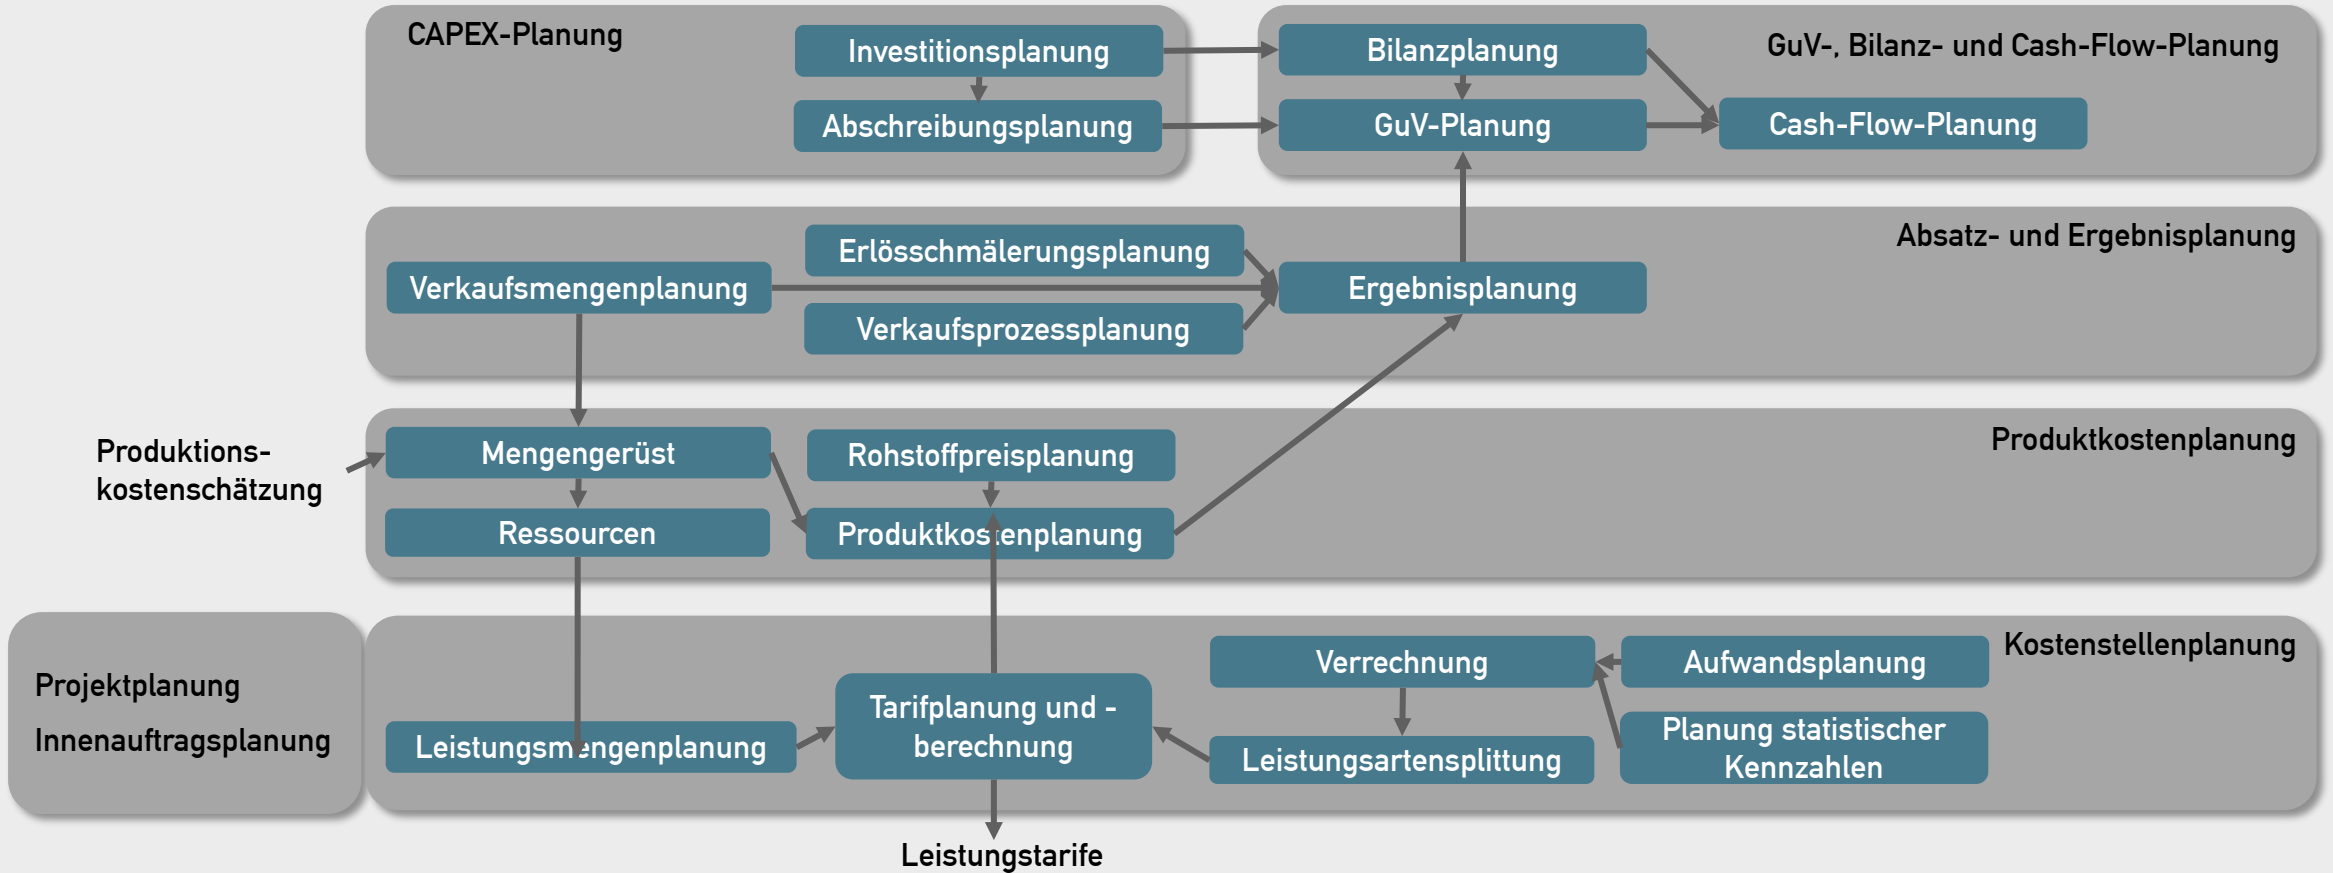 CAPEX-Planung
Investitionsplanung
Abschreibungsplanung
GuV-, Bilanz- und Cash-Flow-Planung
Bilanzplanung
GuV-Planung
Cash-Flow-Planung
Absatz- und Ergebnisplanung
Erlösschmälerungsplanung
Verkaufsmengenplanung
Verkaufsprozessplanung
Ergebnisplanung
Produktions-
kostenschätzung
Produktkostenplanung
Mengengerüst
Rohstoffpreisplanung
Ressourcen
Produktkostenplanung
Projektplanung
Innenauftragsplanung
Kostenstellenplanung
Verrechnung
Aufwandsplanung
Leistungsmengenplanung
Tarifplanung und -
berechnung
Leistungsartensplittung
Planung statistischer
Kennzahlen
Leistungstarife